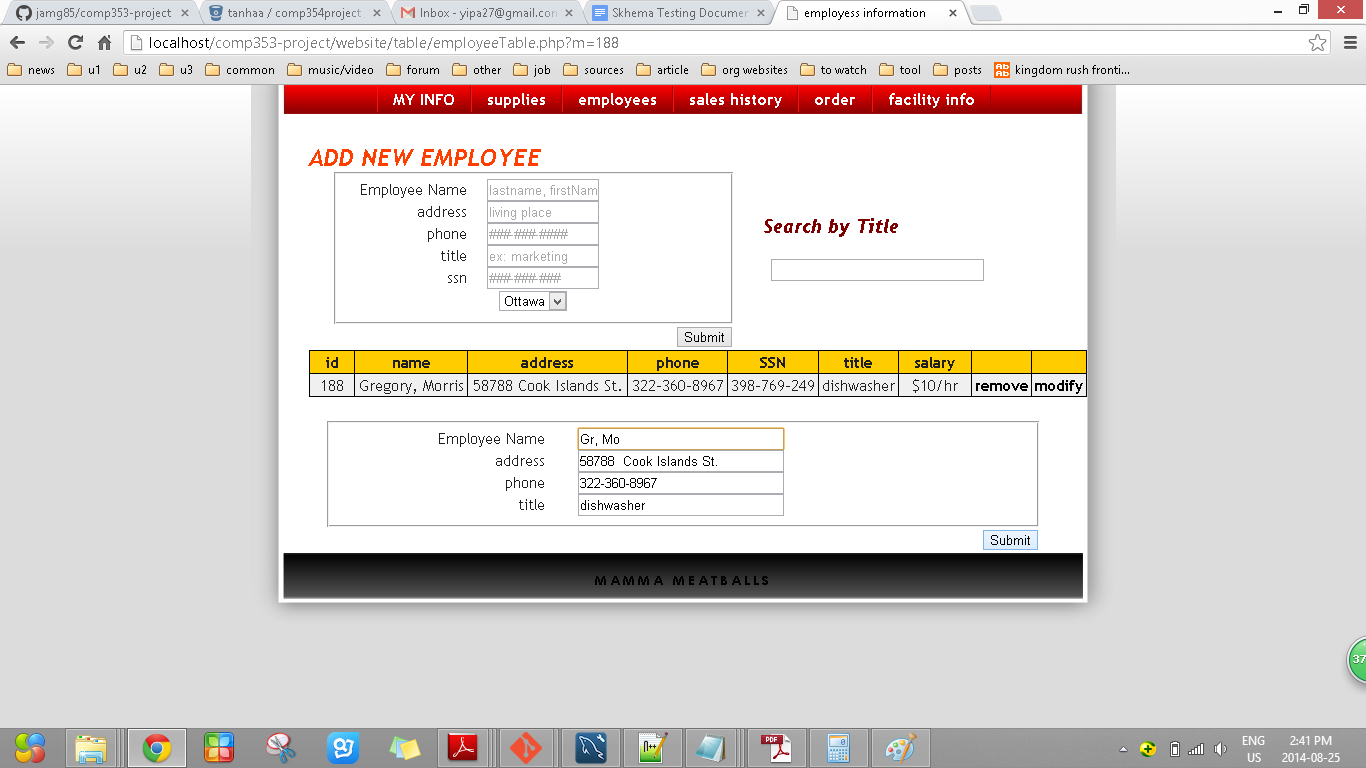 jamg85/comp353-project
tanhaa / comp354project
Inbox - yipa27@gmail.con
Skhema Testing Documer
employess information
localhost/comp353-project/website/table/employeeTable.php?m=188
news u1 u2 u3 common music/video forum other job sources article org websites to watch tool posts kingdom rush fronti...
MY INFO supplies employees sales history order facility info
ADD NEW EMPLOYEE
Employee Name lastname, firstNam
address living place
phone ### ### ####
title ex: marketing
ssn ### ### ###
Ottawa
Submit
Search by Title
id name address phone SSN title salary
188 Gregory, Morris 58788 Cook Islands St. 322-360-8967 398-769-249 dishwasher $10/hr remove modify
Employee Name Gr, Mo
address 58788  Cook Islands St.
phone 322-360-8967
title dishwasher
Submit
MAMMA MEATBALLS
37
ENG 2:41 PM
US 2014-08-25